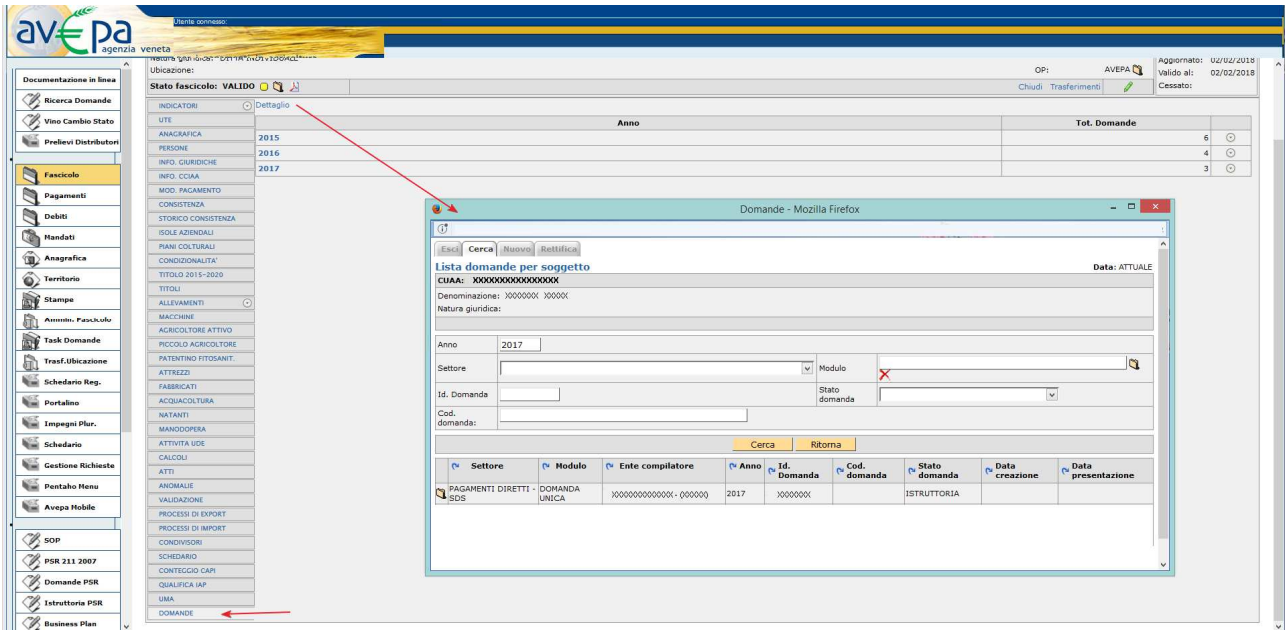 avepa
agenzia veneta
Utente connesso:
Documentazione in linea
Ricerca Domande
Vino Cambio Stato
Prelievi Distributori
Fascicolo
Pagamenti
Debiti
Mandati
Anagrafica
Territorio
Stampe
Ammin. Fascicolo
Task Domande
Trasf.Ubicazione
Schedario Reg.
Portalino
Impegni Plur.
Schedario
Gestione Richieste
Pentaho Menu
Avepa Mobile
SOP
PSR 211 2007
Domande PSR
Istruttoria PSR
Business Plan
Natura giuridica:
Ubicazione:
OP: AVEPA
Aggiornato: 02/02/2018
Valido al: 02/02/2018
Cessato:
Stato fascicolo: VALIDO
Chiudi Trasferimenti
INDICATORI
UTE
ANAGRAFICA
PERSONE
INFO. GIURIDICHE
INFO. CCIAA
MOD. PAGAMENTO
CONSISTENZA
STORICO CONSISTENZA
ISOLE AZIENDALI
PIANI COLTURALI
CONDIZIONALITA'
TITOLO 2015-2020
TITOLI
ALLEVAMENTI
MACCHINE
AGRICOLTORE ATTIVO
PICCOLO AGRICOLTORE
PATENTINO FITOSANIT.
ATTREZZI
FABBRICATI
ACQUACOLTURA
NATANTI
MANODOPERA
ATTIVITA UDE
CALCOLI
ATTI
ANOMALIE
VALIDAZIONE
PROCESSI DI EXPORT
PROCESSI DI IMPORT
CONDIVISORI
SCHEDARIO
CONTEGGIO CAPI
QUALIFICA IAP
UMA
DOMANDE
Dettaglio
Anno Tot. Domande
2015 6
2016 4
2017 3
Domande - Mozilla Firefox
Esci Cerca Nuovo Rettifica
Lista domande per soggetto Data: ATTUALE
CUAA: XXXXXXXXXXXXXXXX
Denominazione: XXXXXXX XXXXX
Natura giuridica:
Anno 2017
Settore Modulo
Id. Domanda Stato domanda
Cod. domanda:
Cerca Ritorna
Settore Modulo Ente compilatore Anno Id. Domanda Cod. domanda Stato domanda Data creazione Data presentazione
PAGAMENTI DIRETTI - SDS DOMANDA UNICA XXXXXXXXXXXXX - (XXXXXX) 2017 XXXXXXX ISTRUTTORIA